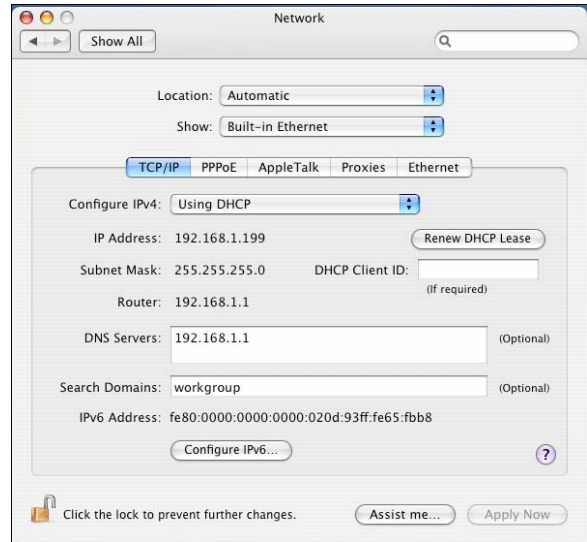 Network
Show All
Location: Automatic
Show: Built-in Ethernet
TCP/IP PPPoE AppleTalk Proxies Ethernet
Configure IPv4: Using DHCP
IP Address: 192.168.1.199 Renew DHCP Lease
Subnet Mask: 255.255.255.0 DHCP Client ID:
(If required)
Router: 192.168.1.1
DNS Servers: 192.168.1.1 (Optional)
Search Domains: workgroup (Optional)
IPv6 Address: fe80:0000:0000:0000:020d:93ff:fe65:fbb8
Configure IPv6... ?
Click the lock to prevent further changes. Assist me... Apply Now